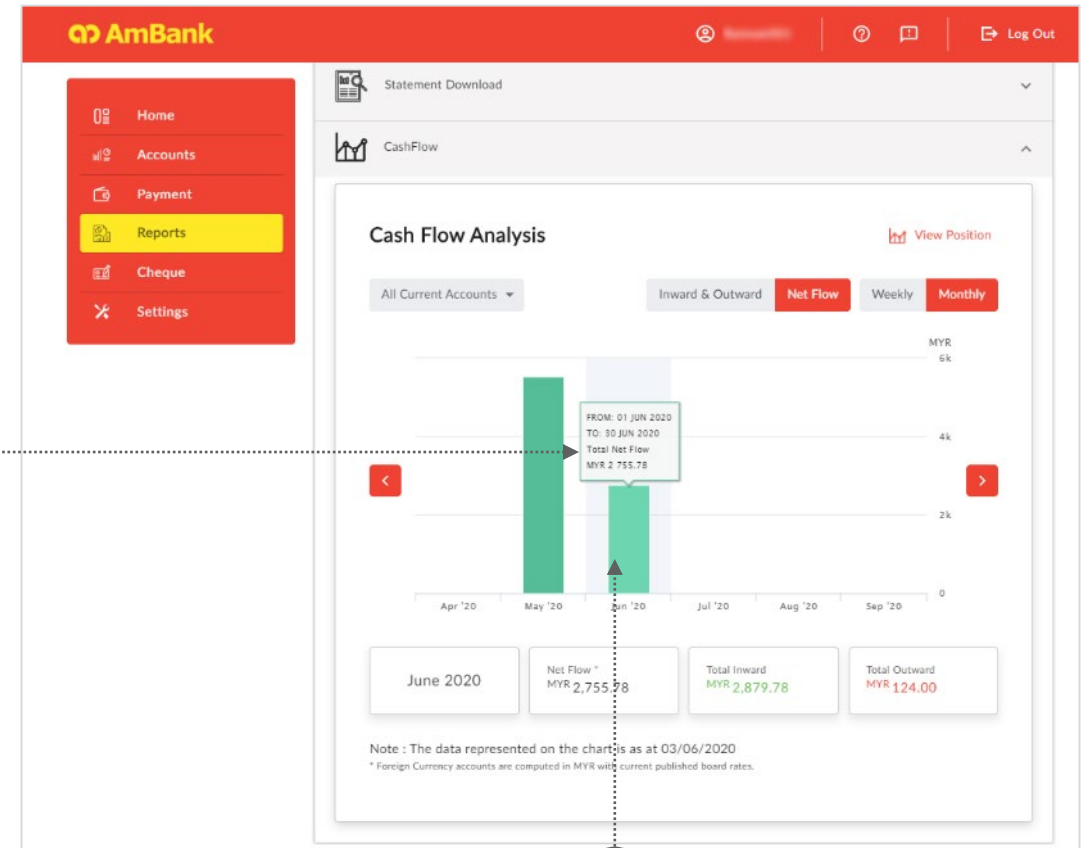 AmBank
Log Out
Home
Accounts
Payment
Reports
Cheque
Settings
Statement Download
CashFlow
Cash Flow Analysis
View Position
All Current Accounts
Inward & Outward
Net Flow
Weekly
Monthly
MYR
6k
4k
2k
0
FROM: 01 JUN 2020
TO: 30 JUN 2020
Total Net Flow
MYR 2 755.78
Apr '20
May '20
Jun '20
Jul '20
Aug '20
Sep '20
June 2020
Net Flow *
MYR 2,755.78
Total Inward
MYR 2,879.78
Total Outward
MYR 124.00
Note : The data represented on the chart is as at 03/06/2020
* Foreign Currency accounts are computed in MYR with current published board rates.